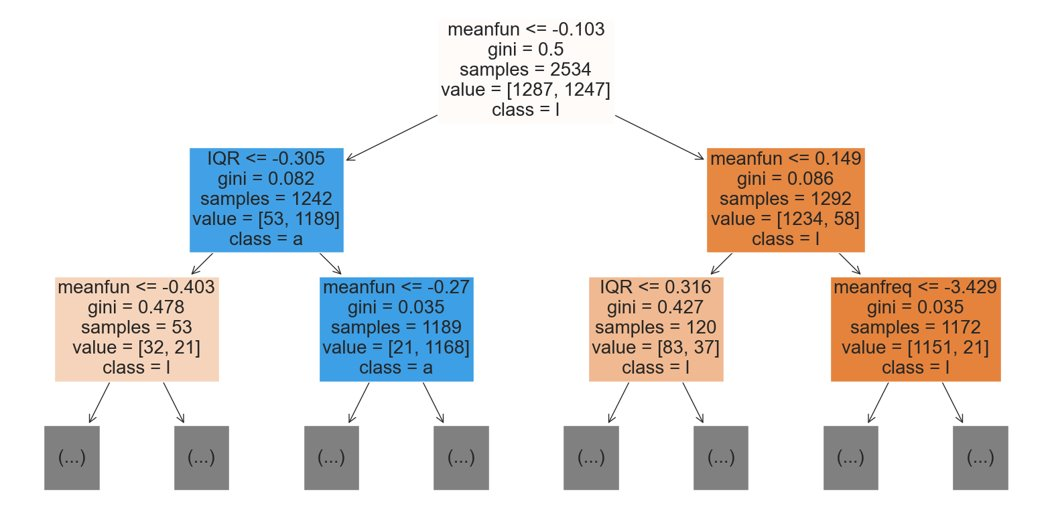 meanfun <= -0.103
gini = 0.5
samples = 2534
value = [1287, 1247]
class = l
IQR <= -0.305
gini = 0.082
samples = 1242
value = [53, 1189]
class = a
meanfun <= 0.149
gini = 0.086
samples = 1292
value = [1234, 58]
class = l
meanfun <= -0.403
gini = 0.478
samples = 53
value = [32, 21]
class = l
meanfun <= -0.27
gini = 0.035
samples = 1189
value = [21, 1168]
class = a
IQR <= 0.316
gini = 0.427
samples = 120
value = [83, 37]
class = l
meanfreq <= -3.429
gini = 0.035
samples = 1172
value = [1151, 21]
class = l
(...)
(...)
(...)
(...)
(...)
(...)
(...)
(...)